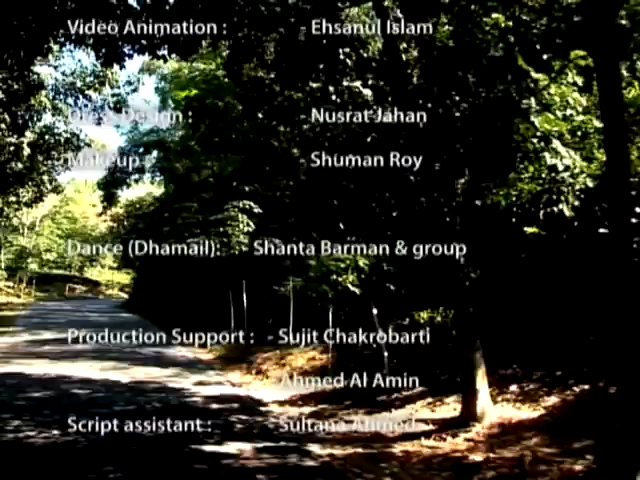 Video Animation : - Ehsanul Islam
Dress Design : - Nusrat Jahan
Makeup : - Shuman Roy
Dance (Dhamail): - Shanta Barman & group
Production Support : - Sujit Chakrobarti
- Ahmed Al Amin
Script assistant : - Sultana Ahmed